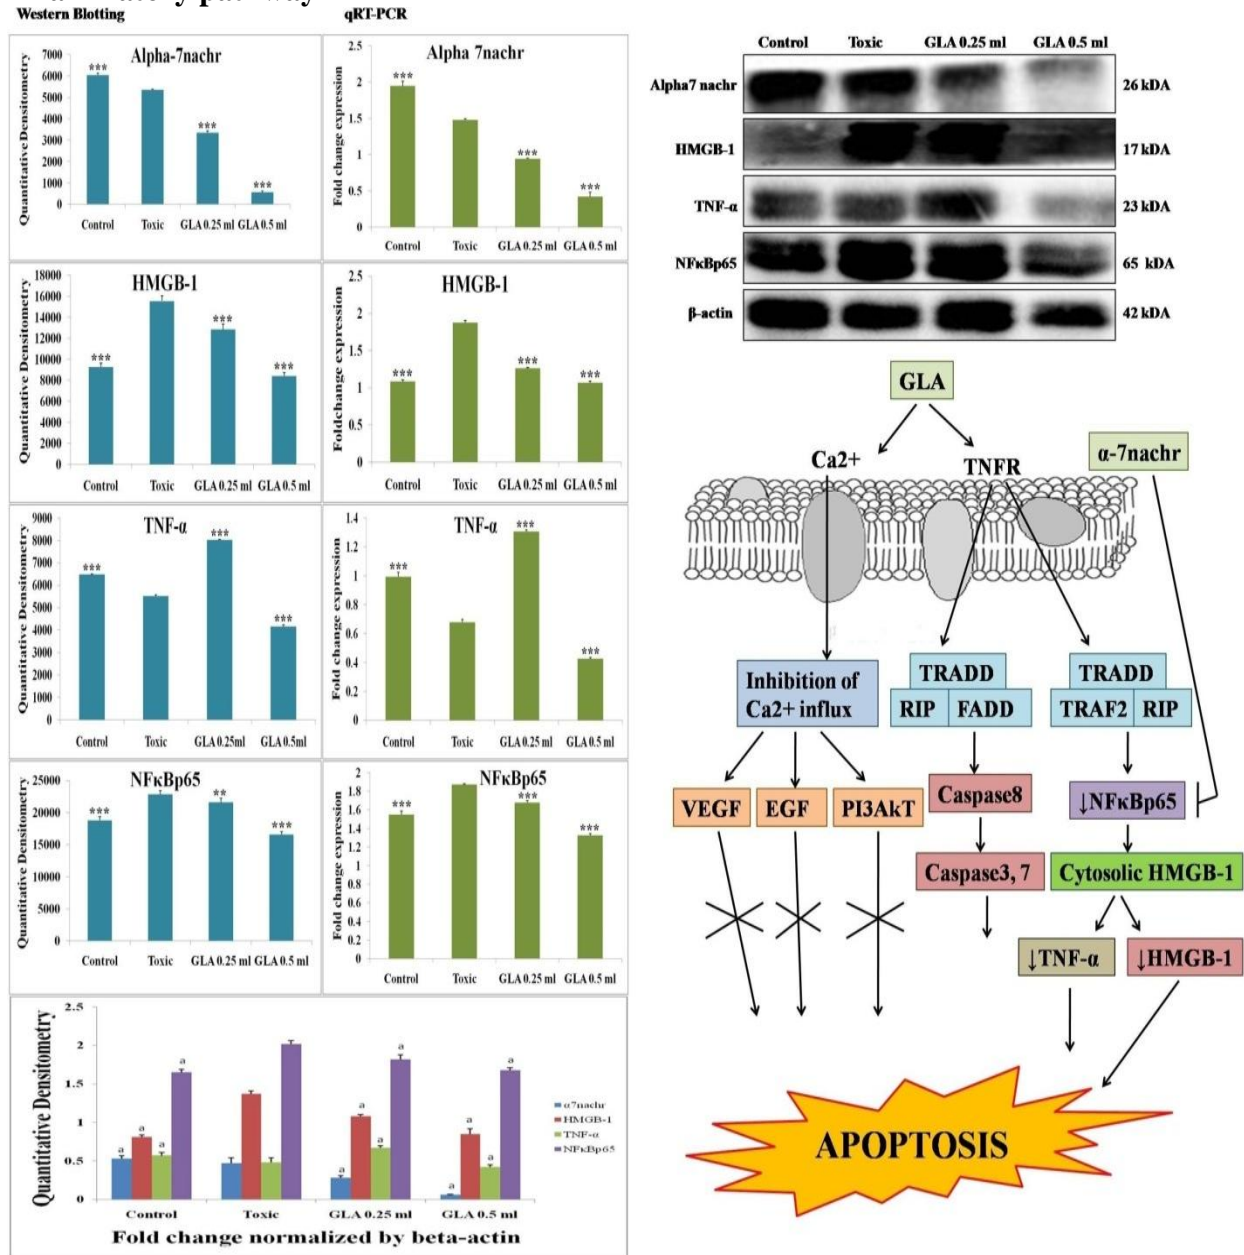 Western Blotting
qRT-PCR
Alpha-7nachr
Quantitative Densitometry
7000
6000
5000
4000
3000
2000
1000
0
***
***
***
Control
Toxic
GLA 0.25 ml
GLA 0.5 ml
Alpha 7nachr
Fold change expression
2.5
2
1.5
1
0.5
0
***
***
***
Control
Toxic
GLA 0.25 ml
GLA 0.5 ml
HMGB-1
Quantitative Densitometry
18000
16000
14000
12000
10000
8000
6000
4000
2000
0
***
***
***
Control
Toxic
GLA 0.25 ml
GLA 0.5 ml
HMGB-1
Foldchange expression
2.5
2
1.5
1
0.5
0
***
***
***
Control
Toxic
GLA 0.25 ml
GLA 0.5 ml
TNF-α
Quantitative Densitometry
9000
8000
7000
6000
5000
4000
3000
2000
1000
0
***
***
***
Control
Toxic
GLA 0.25ml
GLA 0.5ml
TNF-α
Fold change expression
1.4
1.2
1
0.8
0.6
0.4
0.2
0
***
***
***
Control
Toxic
GLA 0.25 ml
GLA 0.5 ml
NFκBp65
Quantitative Densitometry
25000
20000
15000
10000
5000
0
***
**
***
Control
Toxic
GLA 0.25 ml
GLA 0.5 ml
NFκBp65
Fold change expression
2
1.8
1.6
1.4
1.2
1
0.8
0.6
0.4
0.2
0
***
***
***
Control
Toxic
GLA 0.25 ml
GLA 0.5 ml
Quantitative Densitometry
2.5
2
1.5
1
0.5
0
a
a
a
a
a
a
a
a
a
a
a
a
α7nachr
HMGB-1
TNF-α
NFκBp65
Control
Toxic
GLA 0.25 ml
GLA 0.5 ml
Fold change normalized by beta-actin
Control
Toxic
GLA 0.25 ml
GLA 0.5 ml
Alpha7 nachr
26 kDA
HMGB-1
17 kDA
TNF-α
23 kDA
NFκBp65
65 kDA
β-actin
42 kDA
GLA
Ca2+
TNFR
α-7nachr
Inhibition of
Ca2+ influx
TRADD
RIP
FADD
TRADD
TRAF2
RIP
VEGF
EGF
PI3AkT
Caspase8
↓NFκBp65
Caspase3, 7
Cytosolic HMGB-1
↓TNF-α
↓HMGB-1
APOPTOSIS